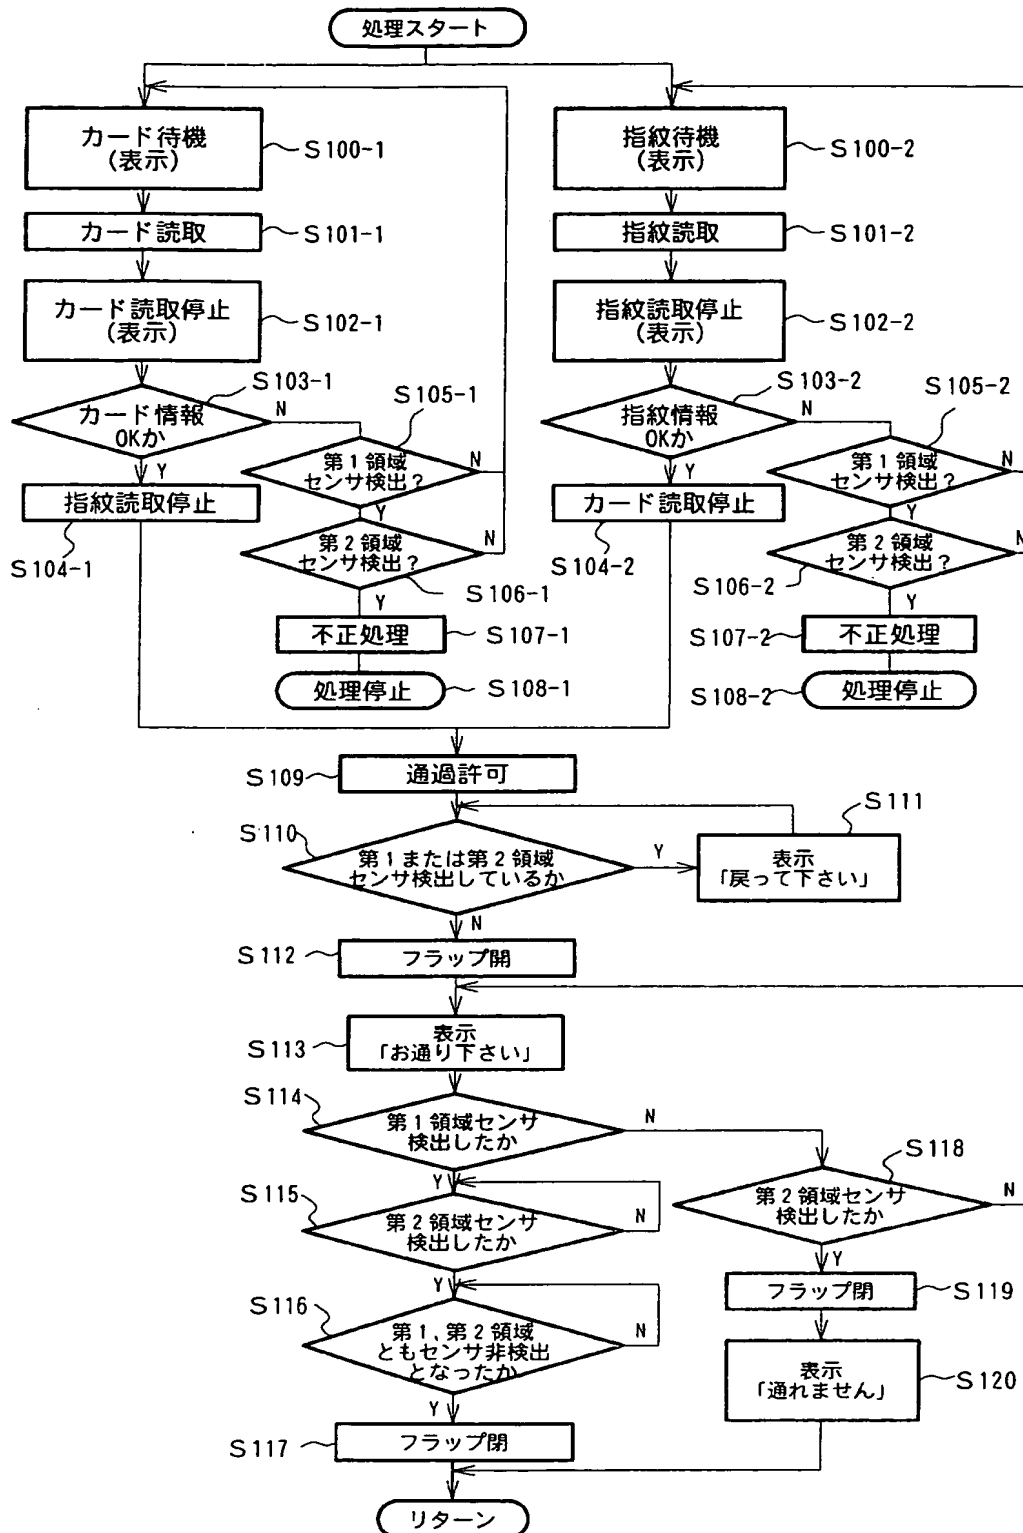 処理スタート
カード待機
(表示)
S100-1
指紋待機
(表示)
S100-2
カード読取
S101-1
指紋読取
S101-2
カード読取停止
(表示)
S102-1
指紋読取停止
(表示)
S102-2
S103-1
カード情報
OKか
N
Y
S105-1
第1領域
センサ検出?
N
Y
S103-2
指紋情報
OKか
N
Y
S105-2
第1領域
センサ検出?
N
Y
指紋読取停止
S104-1
第2領域
センサ検出?
N
S106-1
Y
カード読取停止
S104-2
第2領域
センサ検出?
N
S106-2
Y
不正処理
S107-1
不正処理
S107-2
処理停止
S108-1
処理停止
S108-2
S109
通過許可
S110
第1または第2領域
センサ検出しているか
Y
N
S111
表示
「戻って下さい」
S112
フラップ開
S113
表示
「お通り下さい」
S114
第1領域センサ
検出したか
N
Y
S115
第2領域センサ
検出したか
N
Y
S118
第2領域センサ
検出したか
N
Y
S116
第1、第2領域
ともセンサ非検出
となったか
N
Y
フラップ閉
S119
表示
「通れません」
S120
S117
フラップ閉
リターン